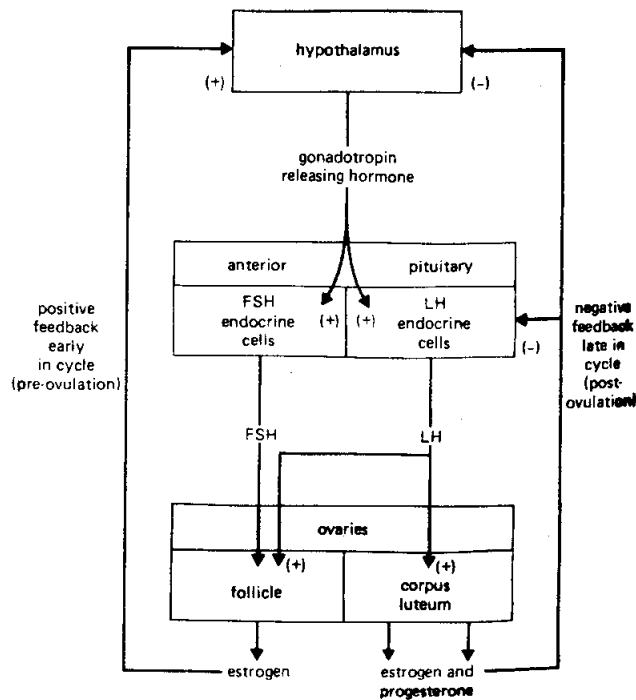 hypothalamus
(+)
(-)
gonadotropin
releasing hormone
anterior
pituitary
FSH
endocrine
cells
(+)
(+)
LH
endocrine
cells
(-)
positive
feedback
early
in cycle
(pre-ovulation)
negative
feedback
late in
cycle
(post-
ovulation)
FSH
LH
ovaries
follicle
(+)
corpus
luteum
(+)
estrogen
estrogen and
progesterone